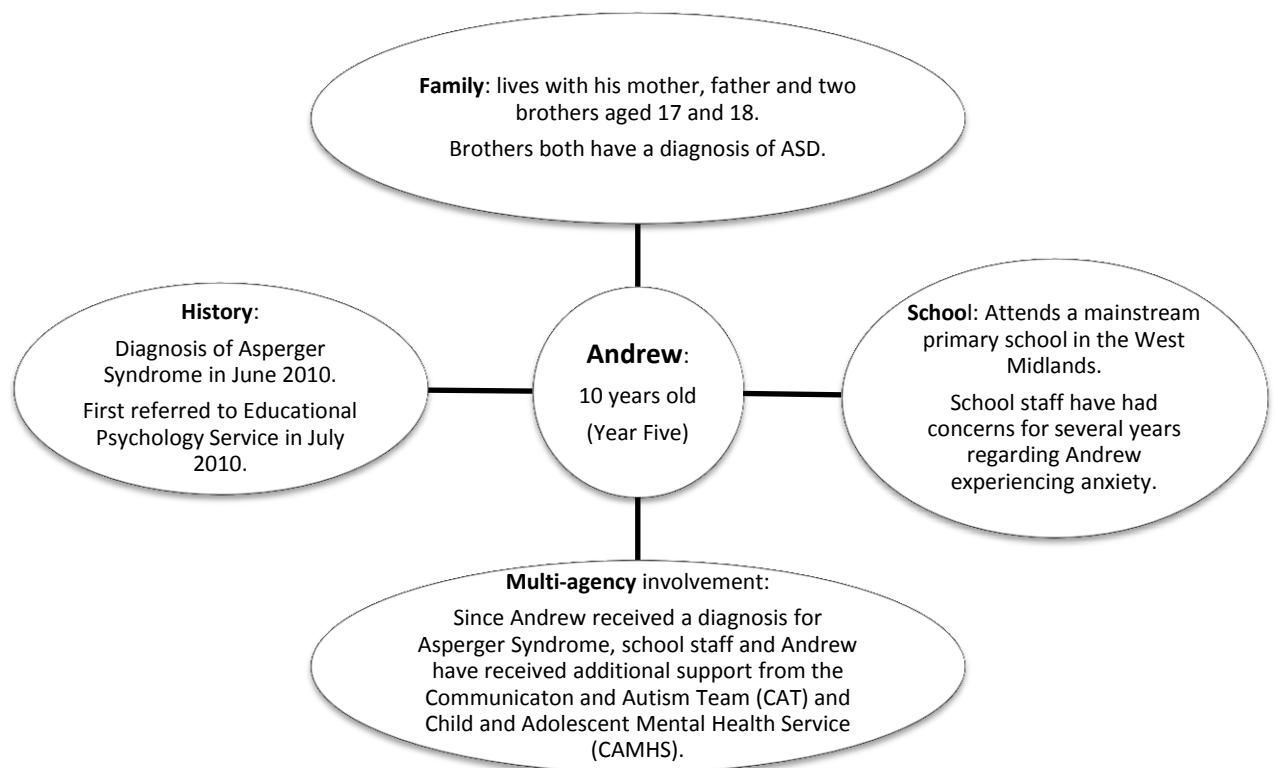 Family: lives with his mother, father and two
brothers aged 17 and 18.
Brothers both have a diagnosis of ASD.
History:
Diagnosis of Asperger
Syndrome in June 2010.
First referred to Educational
Psychology Service in July
2010.
Andrew:
10 years old
(Year Five)
School: Attends a mainstream
primary school in the West
Midlands.
School staff have had
concerns for several years
regarding Andrew
experiencing anxiety.
Multi-agency involvement:
Since Andrew received a diagnosis for
Asperger Syndrome, school staff and Andrew
have received additional support from the
Communicaton and Autism Team (CAT) and
Child and Adolescent Mental Health Service
(CAMHS).